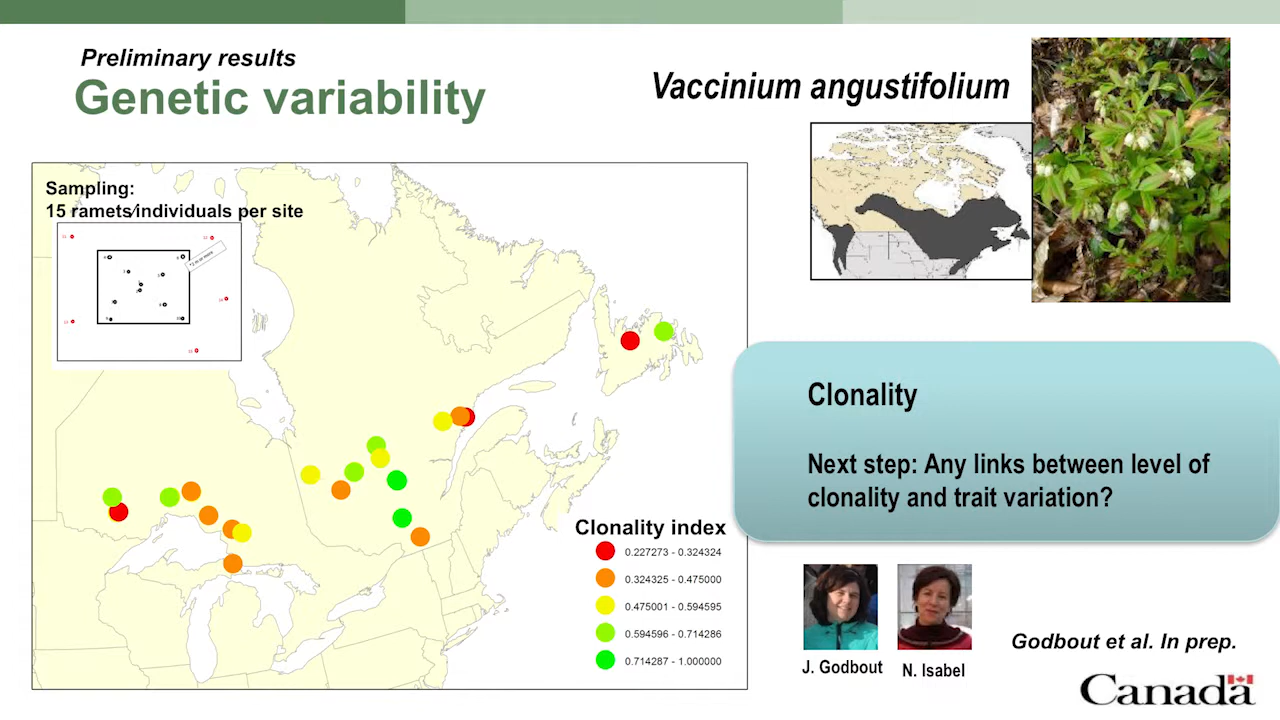 Preliminary results
Genetic variability
Vaccinium angustifolium
Sampling:
15 ramets/individuals per site
Clonality index
0.227273 - 0.324324
0.324325 - 0.475000
0.475001 - 0.594595
0.594596 - 0.714286
0.714287 - 1.000000
Clonality
Next step: Any links between level of
clonality and trait variation?
J. Godbout
N. Isabel
Godbout et al. In prep.
Canada